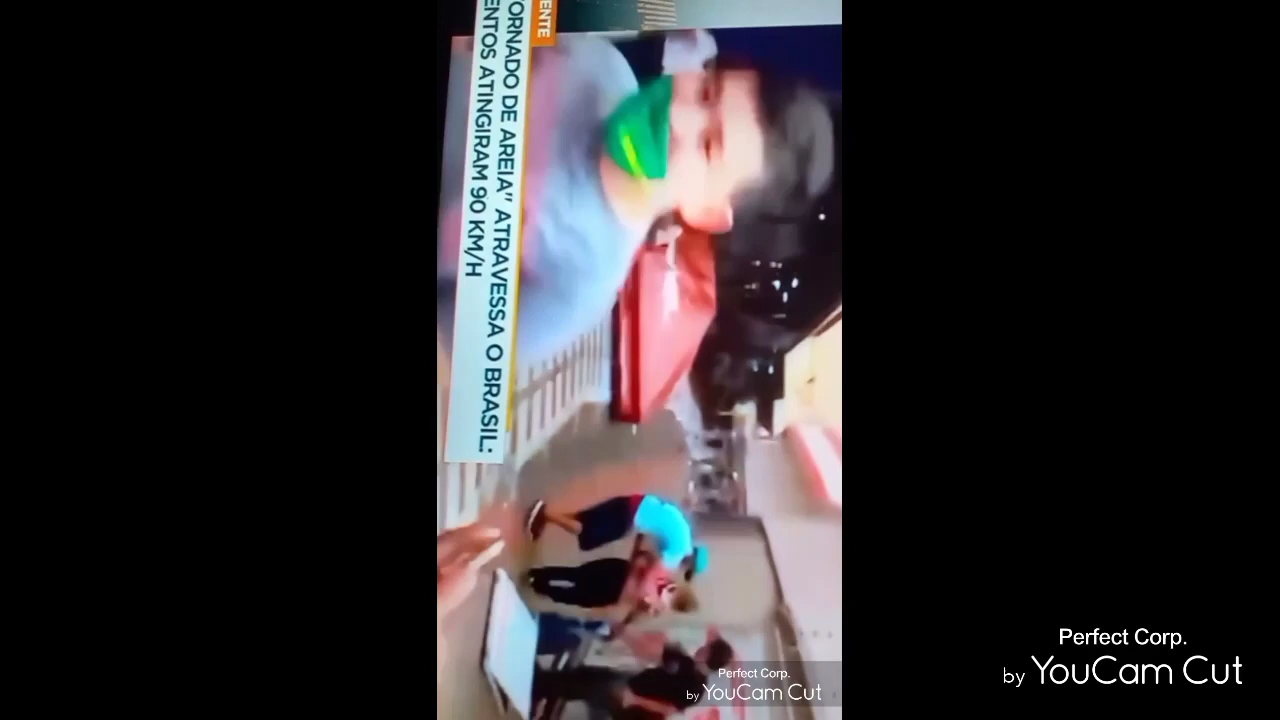 ENTE
TORNADO DE AREIA" ATRAVESSA O BRASIL:
ENTOS ATINGIRAM 90 KM/H
Perfect Corp.
by YouCam Cut
Perfect Corp.
by YouCam Cut